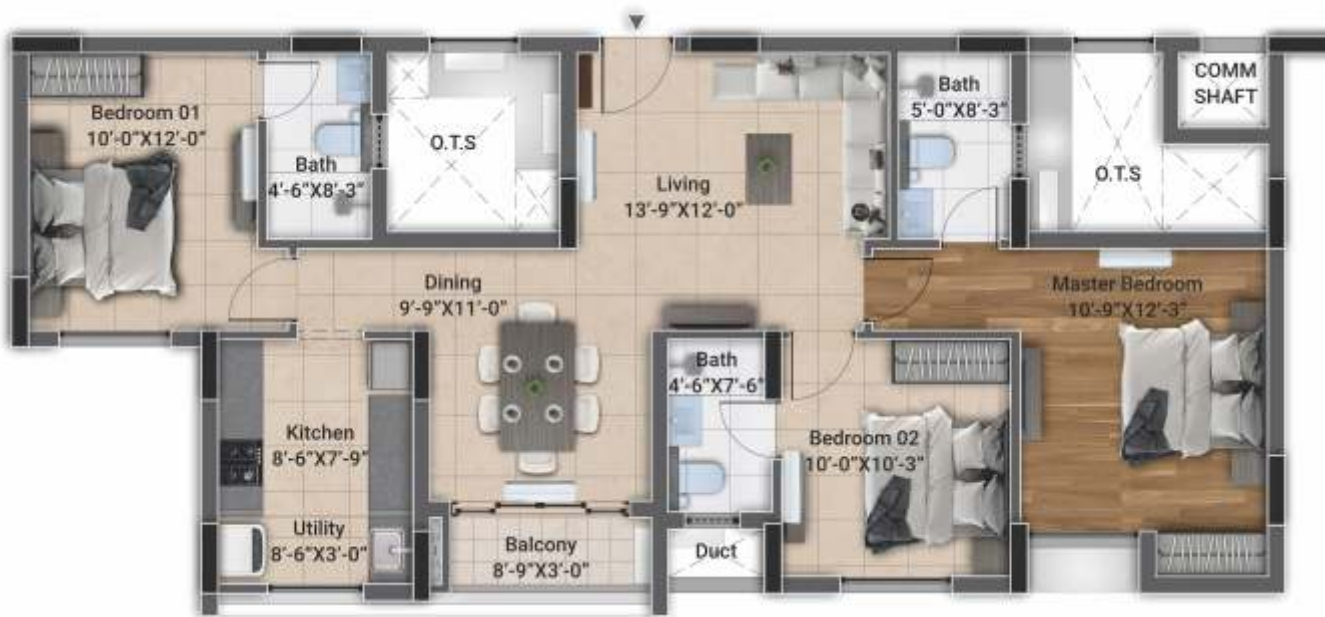 Bedroom 01
10'-0"X12'-0"
Bath
4'-6"X8'-3"
O.T.S
Living
13'-9"X12'-0"
Bath
5'-0"X8'-3"
O.T.S
COMM
SHAFT
Dining
9'-9"X11'-0"
Master Bedroom
10'-9"X12'-3"
Kitchen
8'-6"X7'-9"
Utility
8'-6"X3'-0"
Balcony
8'-9"X3'-0"
Bath
4'-6"X7'-6"
Duct
Bedroom 02
10'-0"X10'-3"